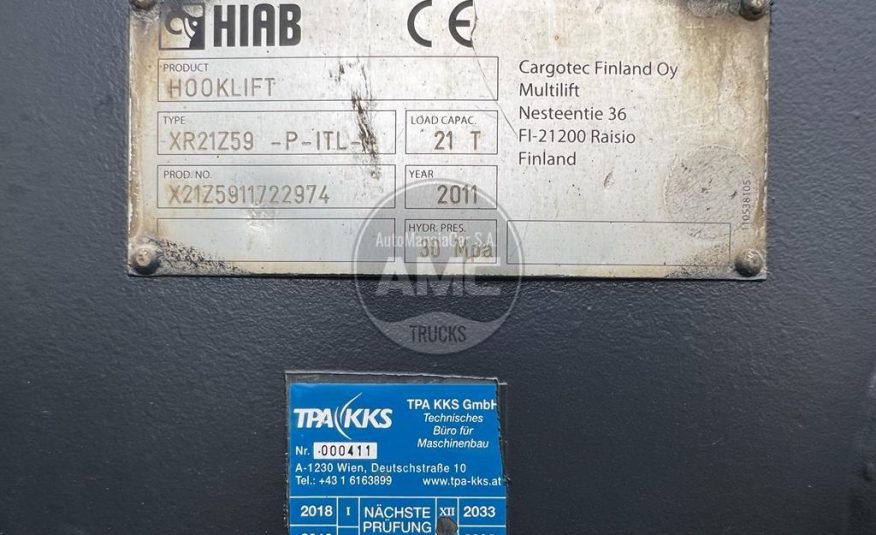 HIAB CE
PRODUCT
HOOKLIFT
TYPE
XR21Z59 -P-ITL-
LOAD CAPAC.
21 T
PROD. NO.
X21Z5911722974
YEAR
2011
HYDR. PRES.
30 Mpa
Cargotec Finland Oy
Multilift
Nesteentie 36
FI-21200 Raisio
Finland
110538105
AutoManniaCar S.A.
AMC
TRUCKS
TPA KKS
TPA KKS GmbH
Technisches
Büro für
Maschinenbau
Nr. 000411
A-1230 Wien, Deutschstraße 10
Tel.: +43 1 6163899 www.tpa-kks.at
2018 I NÄCHSTE XII 2033
PRÜFUNG